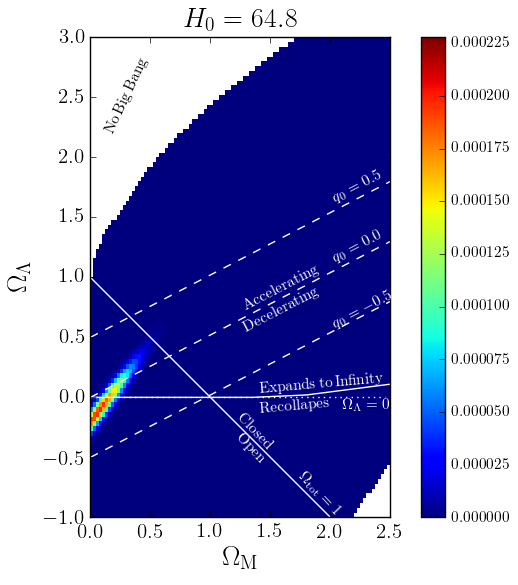 H₀ = 64.8
3.0
2.5
2.0
1.5
1.0
0.5
0.0
−0.5
−1.0
Ω_Λ
No Big Bang
q₀ = 0.5
q₀ = 0.0
Accelerating
Decelerating
q₀ = −0.5
Expands to Infinity
Recollapses
Ω_Λ = 0
Closed
Open
Ω_tot = 1
0.0
0.5
1.0
1.5
2.0
2.5
Ω_M
0.000225
0.000200
0.000175
0.000150
0.000125
0.000100
0.000075
0.000050
0.000025
0.000000